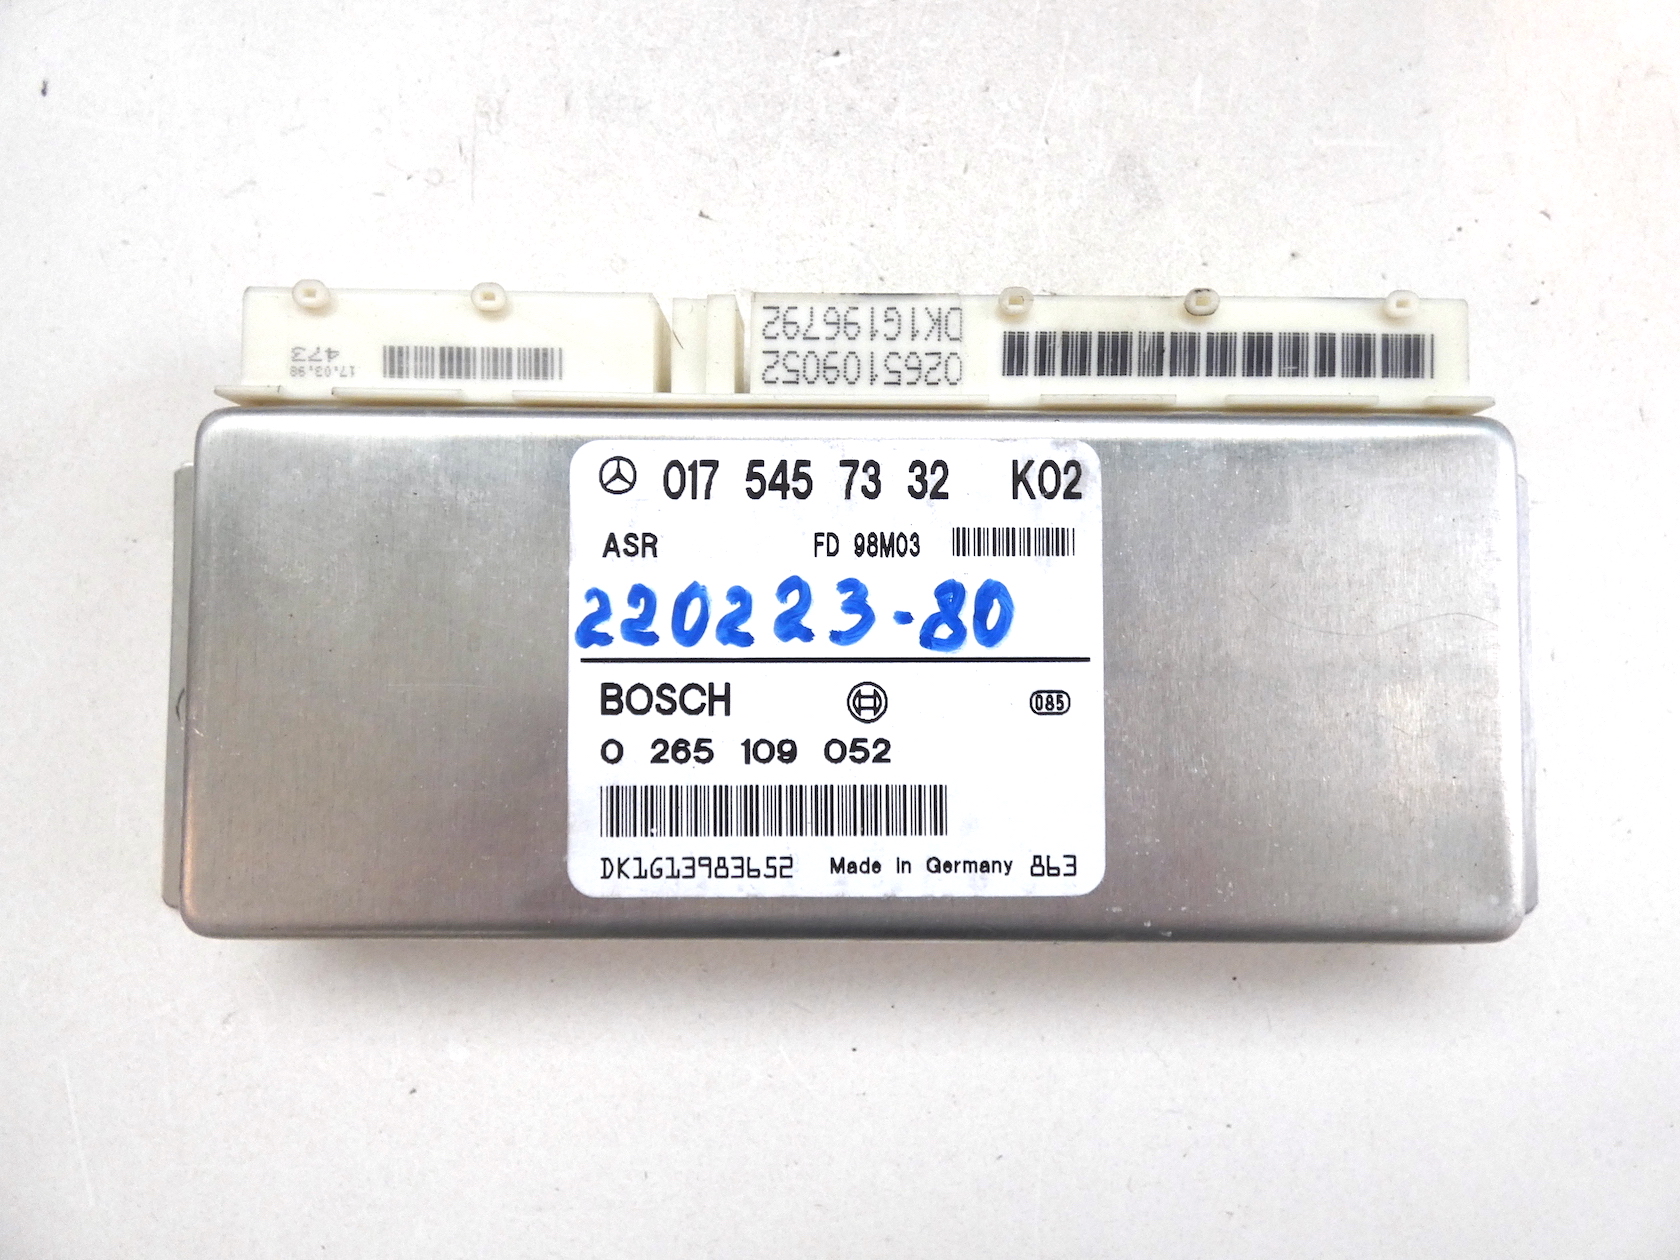 DK1G196792
0265109052
17.03.98
473
017 545 73 32 K02
ASR FD 98M03
220223-80
BOSCH 085
0 265 109 052
DK1G13983652 Made in Germany 863